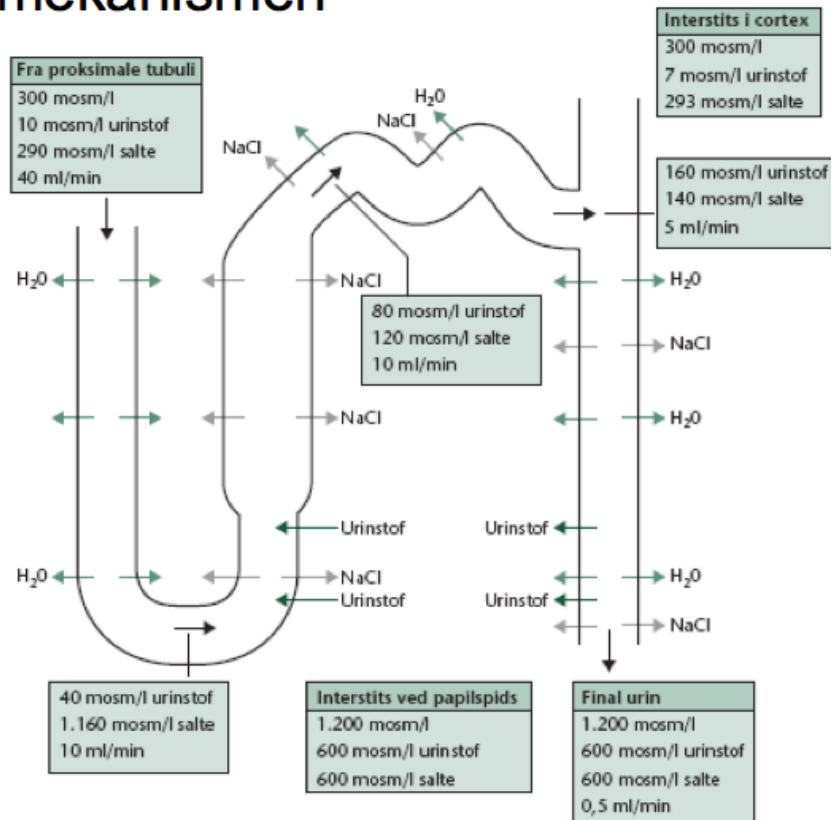 mekanismen
Interstits i cortex
300 mosm/l
7 mosm/l urinstof
293 mosm/l salte
Fra proksimale tubuli
300 mosm/l
10 mosm/l urinstof
290 mosm/l salte
40 ml/min
H₂0
NaCl
NaCl
160 mosm/l urinstof
140 mosm/l salte
5 ml/min
H₂0
NaCl
H₂0
80 mosm/l urinstof
120 mosm/l salte
10 ml/min
NaCl
NaCl
H₂0
Urinstof
Urinstof
H₂0
NaCl
H₂0
Urinstof
Urinstof
NaCl
40 mosm/l urinstof
1.160 mosm/l salte
10 ml/min
Interstits ved papilspids
1.200 mosm/l
600 mosm/l urinstof
600 mosm/l salte
Final urin
1.200 mosm/l
600 mosm/l urinstof
600 mosm/l salte
0,5 ml/min